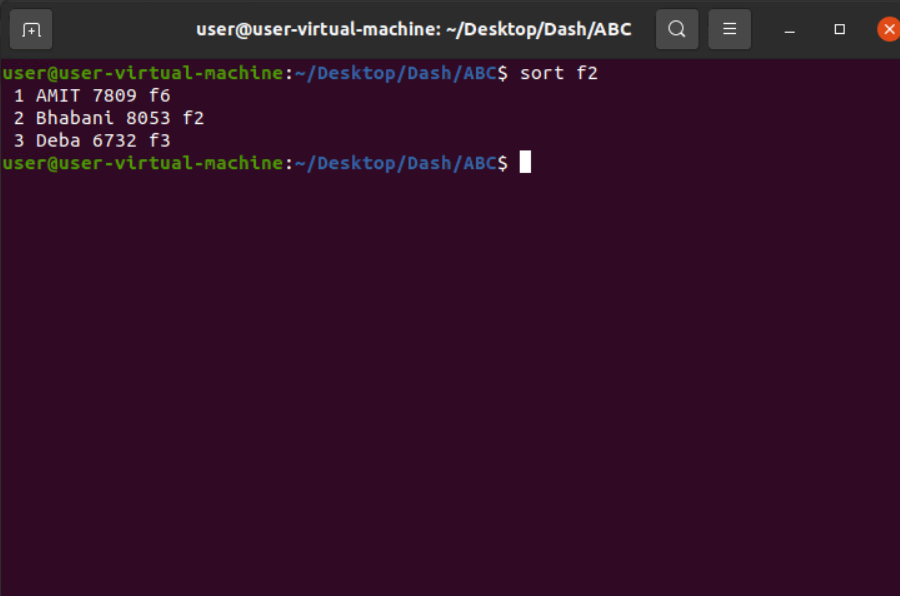 user@user-virtual-machine: ~/Desktop/Dash/ABC
user@user-virtual-machine:~/Desktop/Dash/ABC$ sort f2
1 AMIT 7809 f6
2 Bhabani 8053 f2
3 Deba 6732 f3
user@user-virtual-machine:~/Desktop/Dash/ABC$